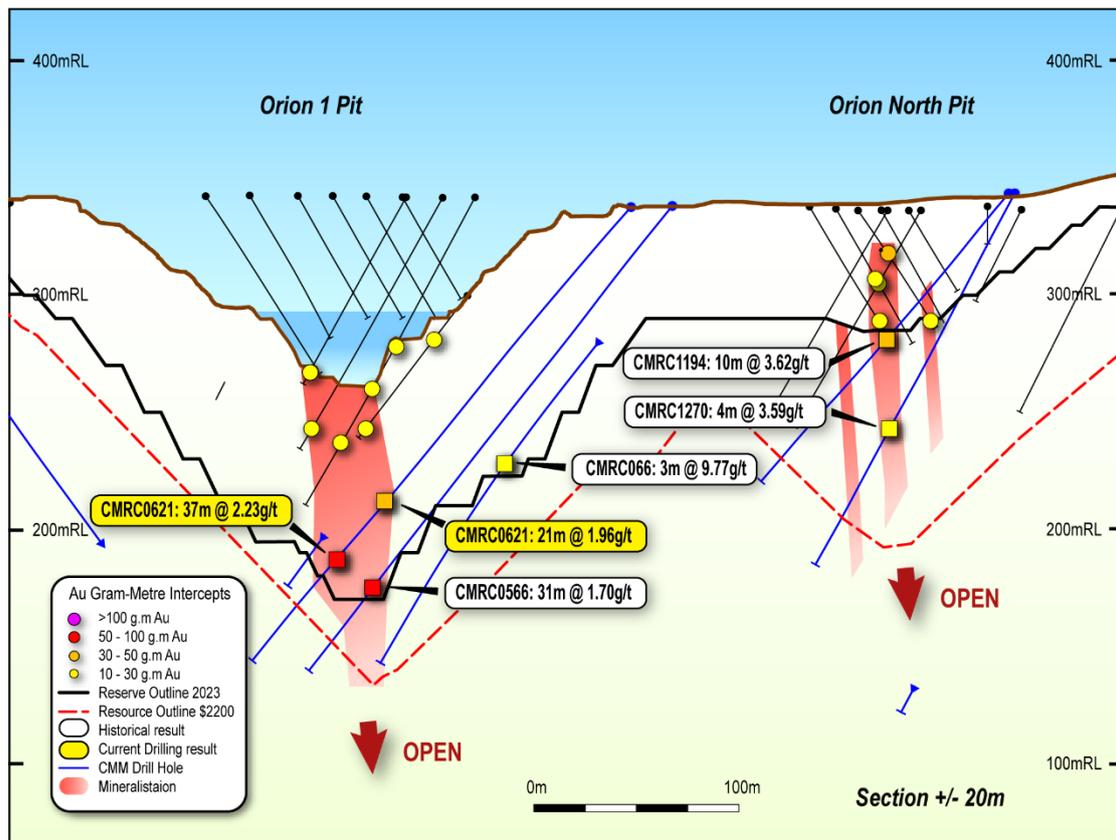 400mRL
400mRL
Orion 1 Pit
Orion North Pit
300mRL
300mRL
CMRC1194: 10m @ 3.62g/t
CMRC1270: 4m @ 3.59g/t
CMRC066: 3m @ 9.77g/t
CMRC0621: 37m @ 2.23g/t
CMRC0621: 21m @ 1.96g/t
200mRL
200mRL
CMRC0566: 31m @ 1.70g/t
OPEN
OPEN
Au Gram-Metre Intercepts
>100 g.m Au
50 - 100 g.m Au
30 - 50 g.m Au
10 - 30 g.m Au
Reserve Outline 2023
Resource Outline $2200
Historical result
Current Drilling result
CMM Drill Hole
Mineralistaion
100mRL
0m
100m
Section +/- 20m